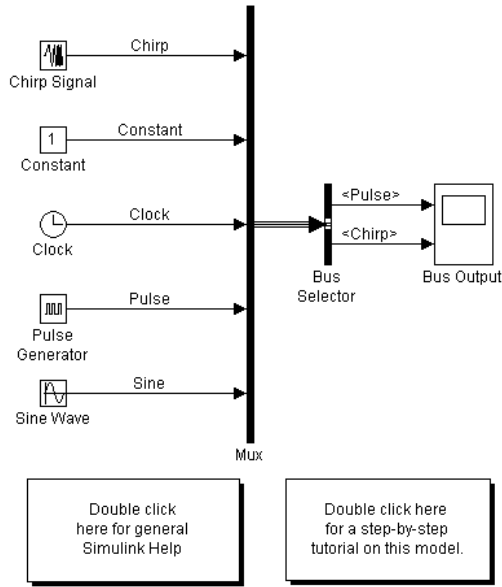 Chirp
Chirp Signal
Constant
1
Constant
Clock
Clock
<Pulse>
<Chirp>
Bus
Selector
Bus Output
Pulse
Pulse
Generator
Sine
Sine Wave
Mux
Double click
here for general
Simulink Help
Double click here
for a step-by-step
tutorial on this model.